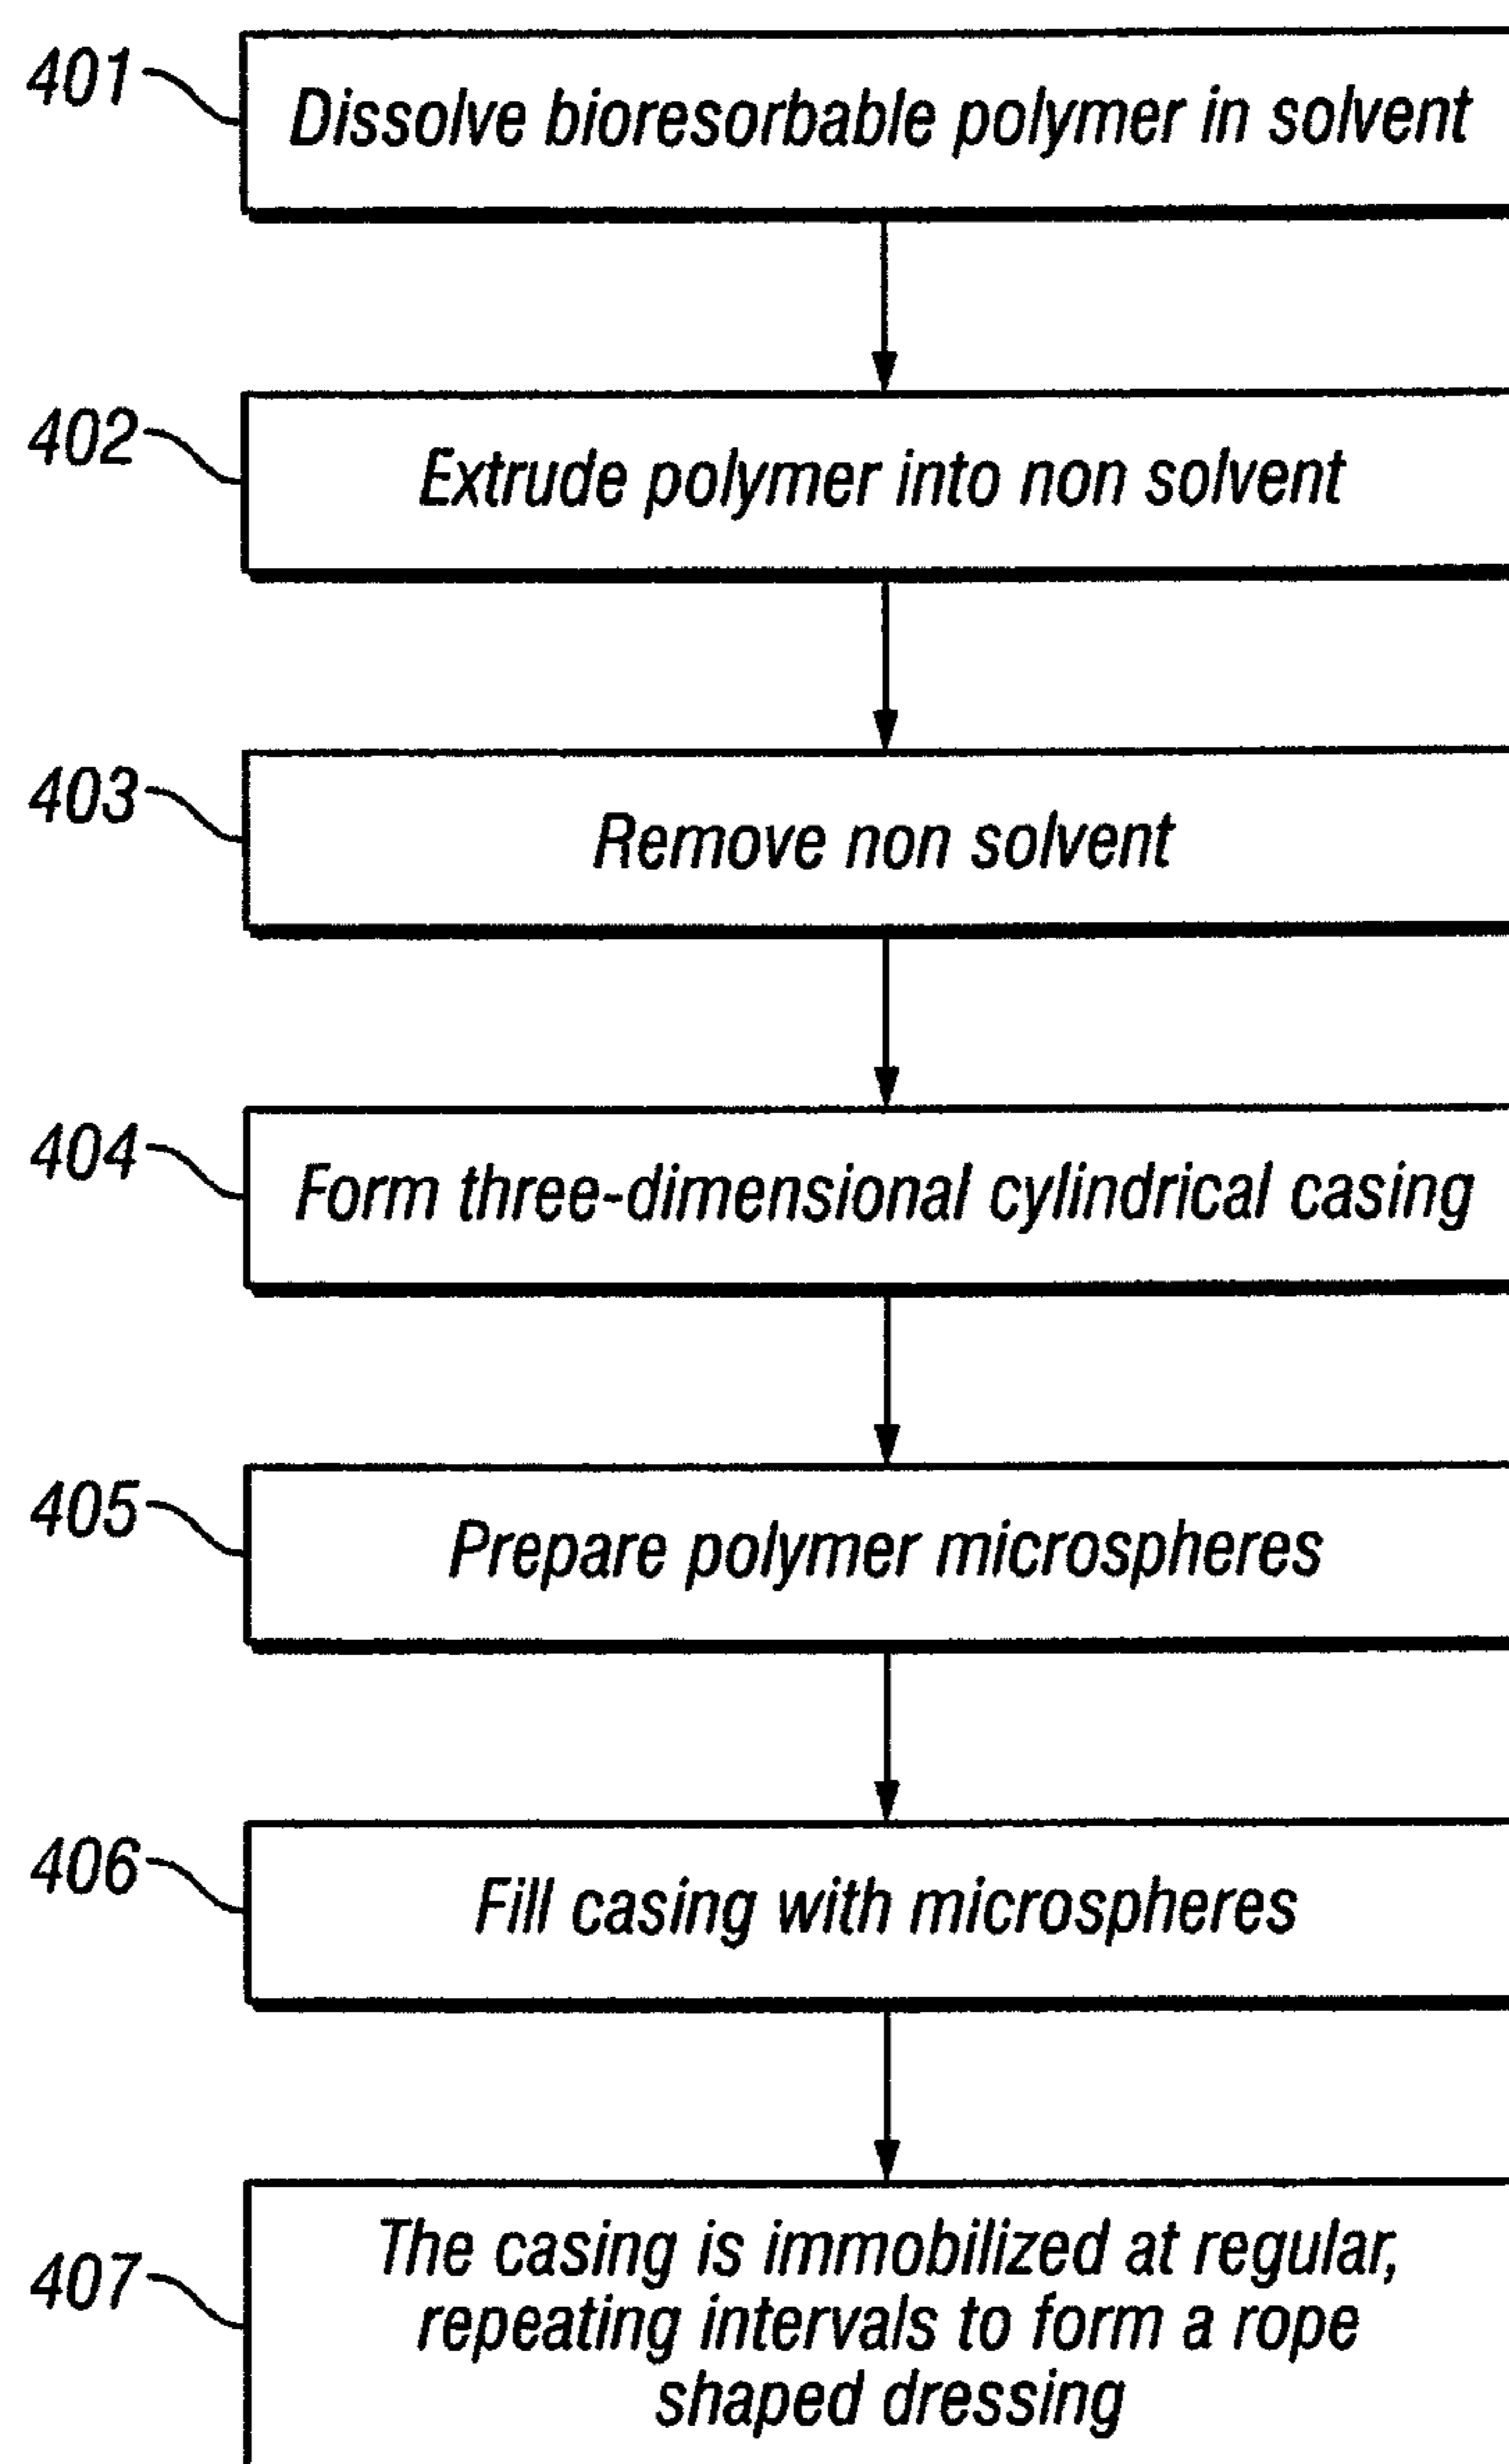 401
Dissolve bioresorbable polymer in solvent
402
Extrude polymer into non solvent
403
Remove non solvent
404
Form three-dimensional cylindrical casing
405
Prepare polymer microspheres
406
Fill casing with microspheres
407
The casing is immobilized at regular,
repeating intervals to form a rope
shaped dressing